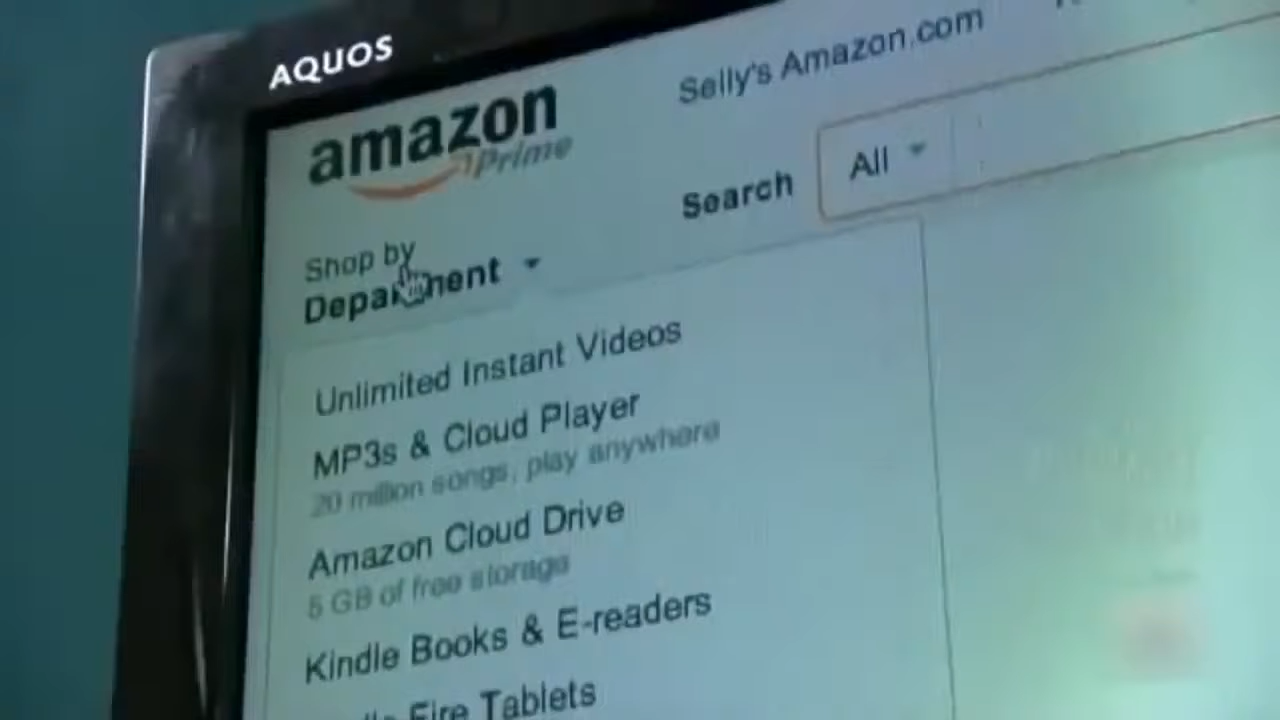 AQUOS
amazon
Prime
Selly's Amazon.com
Search
All
Shop by
Department
Unlimited Instant Videos
MP3s & Cloud Player
20 million songs, play anywhere
Amazon Cloud Drive
5 GB of free storage
Kindle Books & E-readers
Fire Tablets